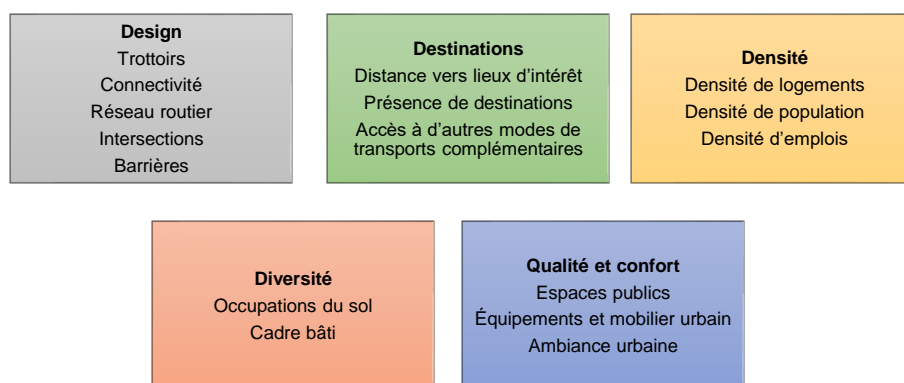 Design
Trottoirs
Connectivité
Réseau routier
Intersections
Barrières
Destinations
Distance vers lieux d'intérêt
Présence de destinations
Accès à d'autres modes de
transports complémentaires
Densité
Densité de logements
Densité de population
Densité d'emplois
Diversité
Occupations du sol
Cadre bâti
Qualité et confort
Espaces publics
Équipements et mobilier urbain
Ambiance urbaine